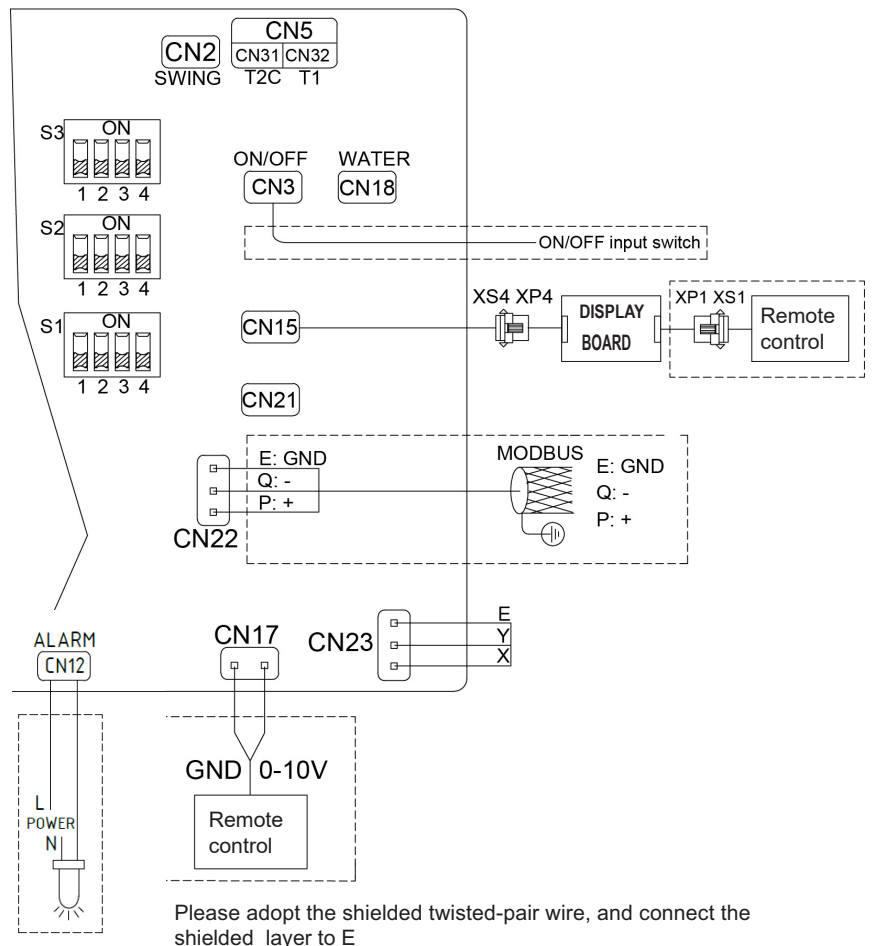 CN5
CN2
CN31 CN32
SWING T2C T1
S3 ON
1 2 3 4
ON/OFF WATER
CN3 CN18
S2 ON
1 2 3 4
ON/OFF input switch
S1 ON
1 2 3 4
CN15
XS4 XP4
DISPLAY
BOARD
XP1 XS1
Remote
control
CN21
E: GND
Q: -
P: +
CN22
MODBUS
E: GND
Q: -
P: +
ALARM
CN12
CN17
CN23
E
Y
X
GND 0-10V
Remote
control
L
POWER
N
Please adopt the shielded twisted-pair wire, and connect the
shielded layer to E